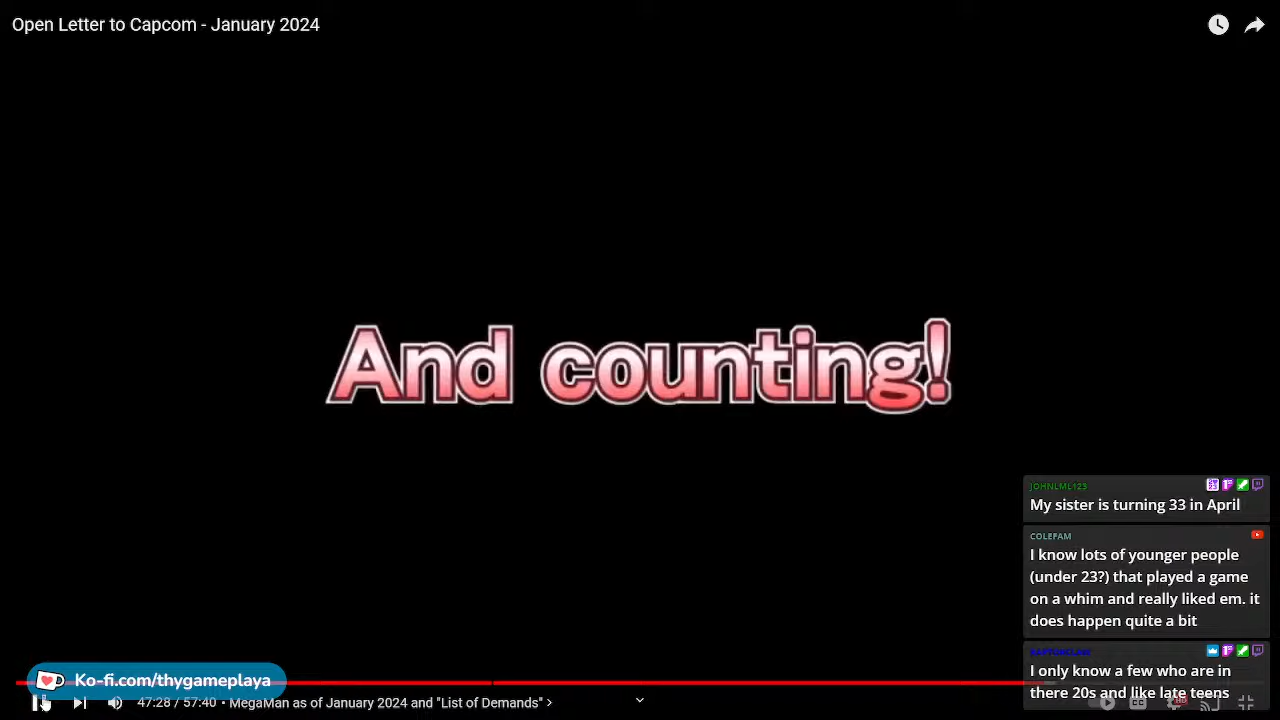 Open Letter to Capcom - January 2024
And counting!
JOHNLML123
My sister is turning 33 in April
COLEFAM
I know lots of younger people
(under 23?) that played a game
on a whim and really liked em. it
does happen quite a bit
I only know a few who are in
there 20s and like late teens
Ko-fi.com/thygameplaya
47:28 / 57:40 • MegaMan as of January 2024 and "List of Demands" >